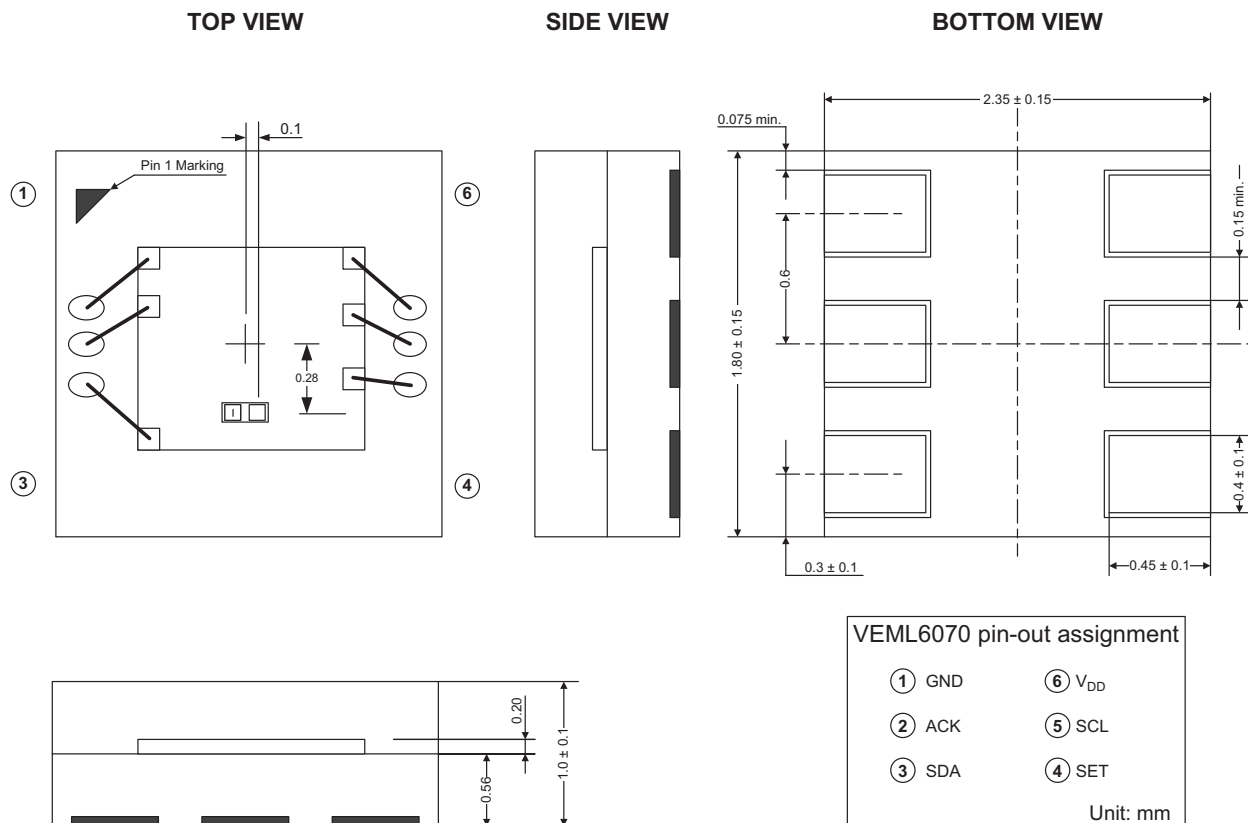 TOP VIEW
SIDE VIEW
BOTTOM VIEW
2.35 ± 0.15
0.075 min.
0.1
Pin 1 Marking
1
6
0.15 min.
0.6
1.80 ± 0.15
0.28
3
4
0.4 ± 0.1
0.3 ± 0.1
0.45 ± 0.1
VEML6070 pin-out assignment
1 GND
6 VDD
2 ACK
5 SCL
3 SDA
4 SET
Unit: mm
0.20
1.0 ± 0.1
0.56